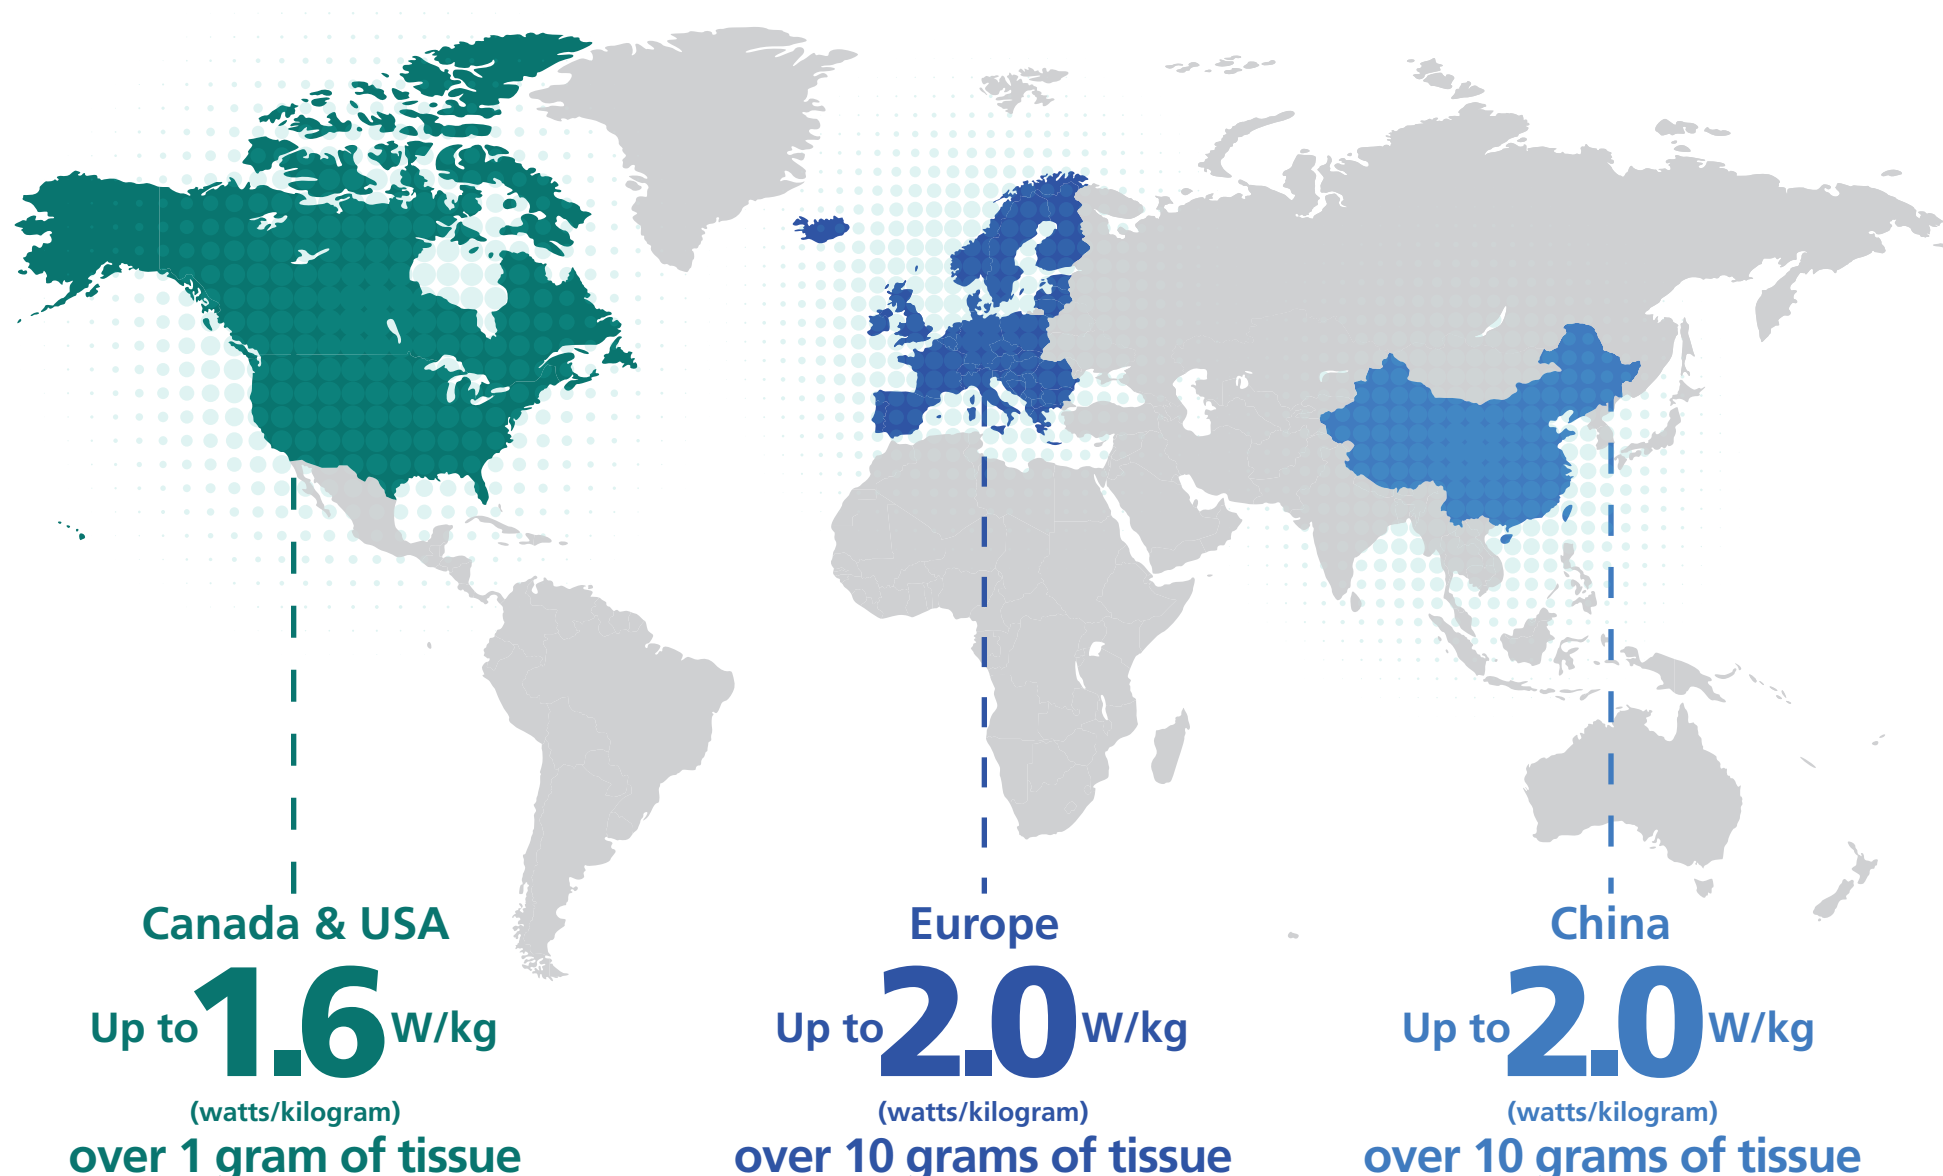 Canada & USA
Up to 1.6 W/kg
(watts/kilogram)
over 1 gram of tissue
Europe
Up to 2.0 W/kg
(watts/kilogram)
over 10 grams of tissue
China
Up to 2.0 W/kg
(watts/kilogram)
over 10 grams of tissue